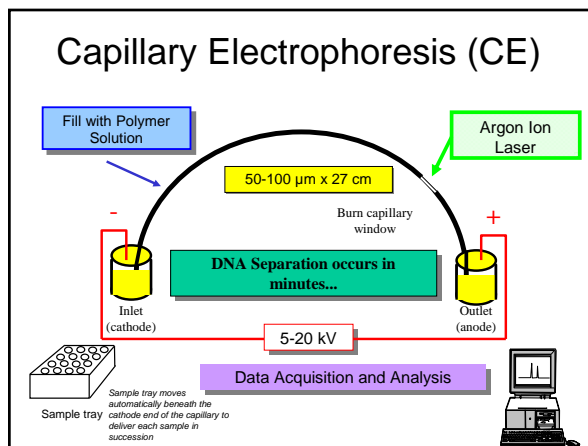 Capillary Electrophoresis (CE)
Fill with Polymer
Solution
Argon Ion
Laser
50-100 µm x 27 cm
Burn capillary
window
-
+
DNA Separation occurs in
minutes...
Inlet
(cathode)
Outlet
(anode)
5-20 kV
Data Acquisition and Analysis
Sample tray
Sample tray moves
automatically beneath the
cathode end of the capillary to
deliver each sample in
succession